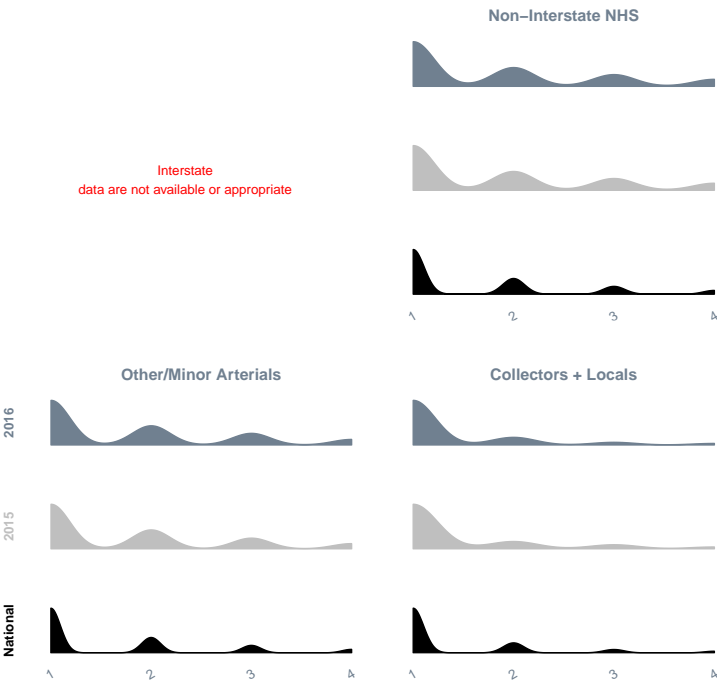 Non−Interstate NHS
Interstate
data are not available or appropriate
1 2 3 4
Other/Minor Arterials
Collectors + Locals
2016
2015
National
1 2 3 4
1 2 3 4